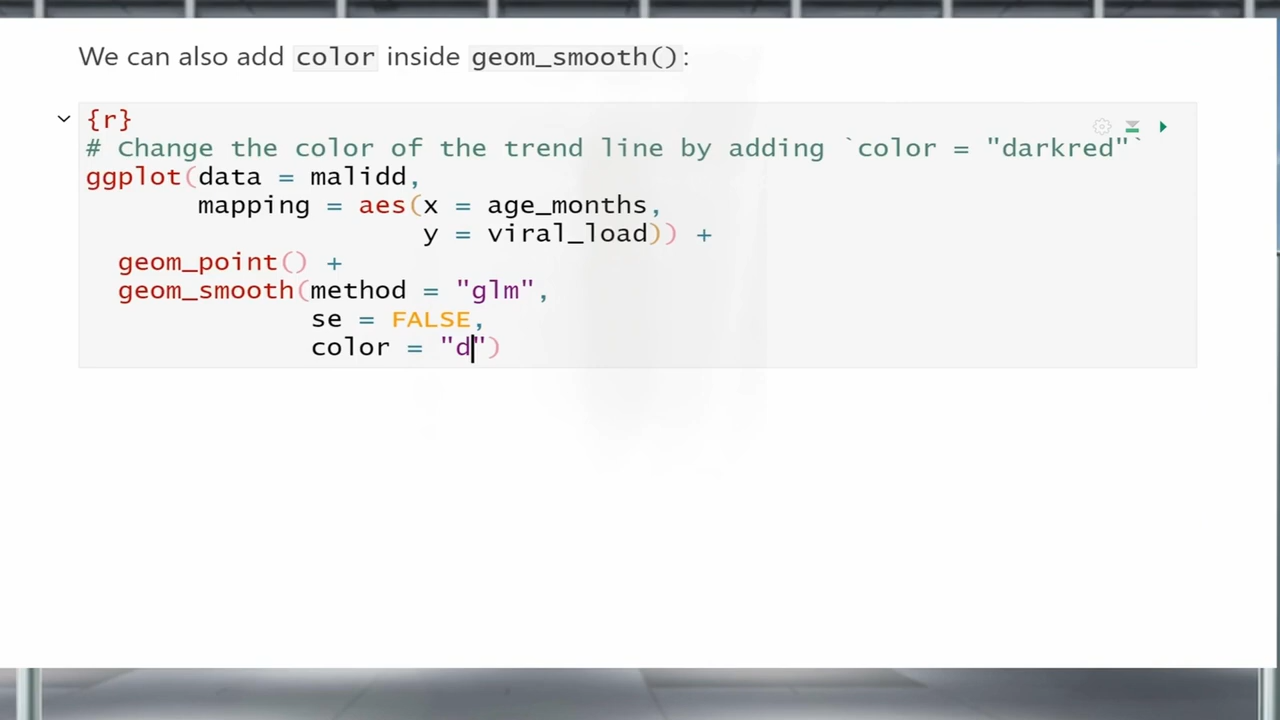 We can also add color inside geom_smooth():
{r}
# Change the color of the trend line by adding `color = "darkred"`
ggplot(data = malidd,
mapping = aes(x = age_months,
y = viral_load)) +
geom_point() +
geom_smooth(method = "glm",
se = FALSE,
color = "d")